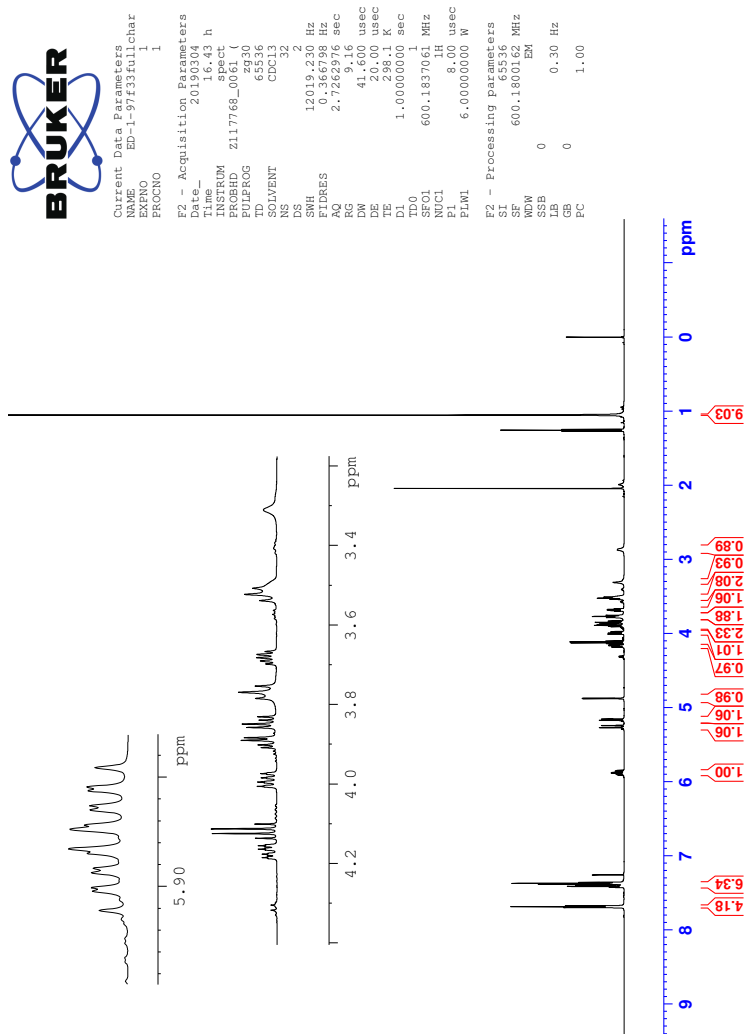 BRUKER
Current Data Parameters
NAME ED-1-97f33fullchar
EXPNO 1
PROCNO 1
F2 - Acquisition Parameters
Date_ 20190304
Time 16.43 h
INSTRUM spect
PROBHD Z117768_0061 (
PULPROG zg30
TD 65536
SOLVENT CDCl3
NS 32
DS 2
SWH 12019.230 Hz
FIDRES 0.366798 Hz
AQ 2.7262976 sec
RG 9.16
DW 41.600 usec
DE 20.00 usec
TE 298.1 K
D1 1.00000000 sec
TD0 1
SFO1 600.1837061 MHz
NUC1 1H
P1 8.00 usec
PLW1 6.00000000 W
F2 - Processing parameters
SI 65536
SF 600.1800162 MHz
WDW EM
SSB 0
LB 0.30 Hz
GB 0
PC 1.00
5.90 ppm
4.2 4.0 3.8 3.6 3.4 ppm
9 8 7 6 5 4 3 2 1 0 ppm
4.18
6.34
1.00
1.06
1.06
0.98
0.97
1.01
2.33
1.88
1.06
2.08
0.93
0.89
9.03